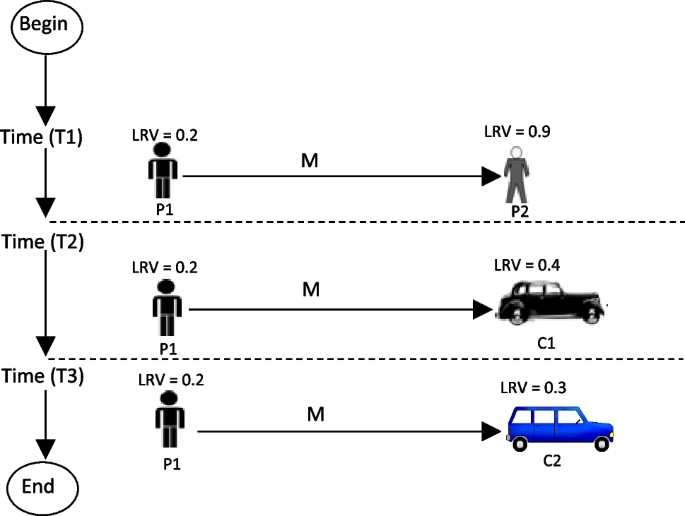 Begin
Time (T1)
LRV = 0.2
LRV = 0.9
M
P1
P2
Time (T2)
LRV = 0.2
LRV = 0.4
M
P1
C1
Time (T3)
LRV = 0.2
LRV = 0.3
M
P1
C2
End